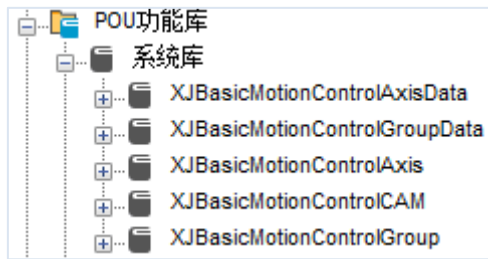 POU功能库
系统库
XJBasicMotionControlAxisData
XJBasicMotionControlGroupData
XJBasicMotionControlAxis
XJBasicMotionControlCAM
XJBasicMotionControlGroup